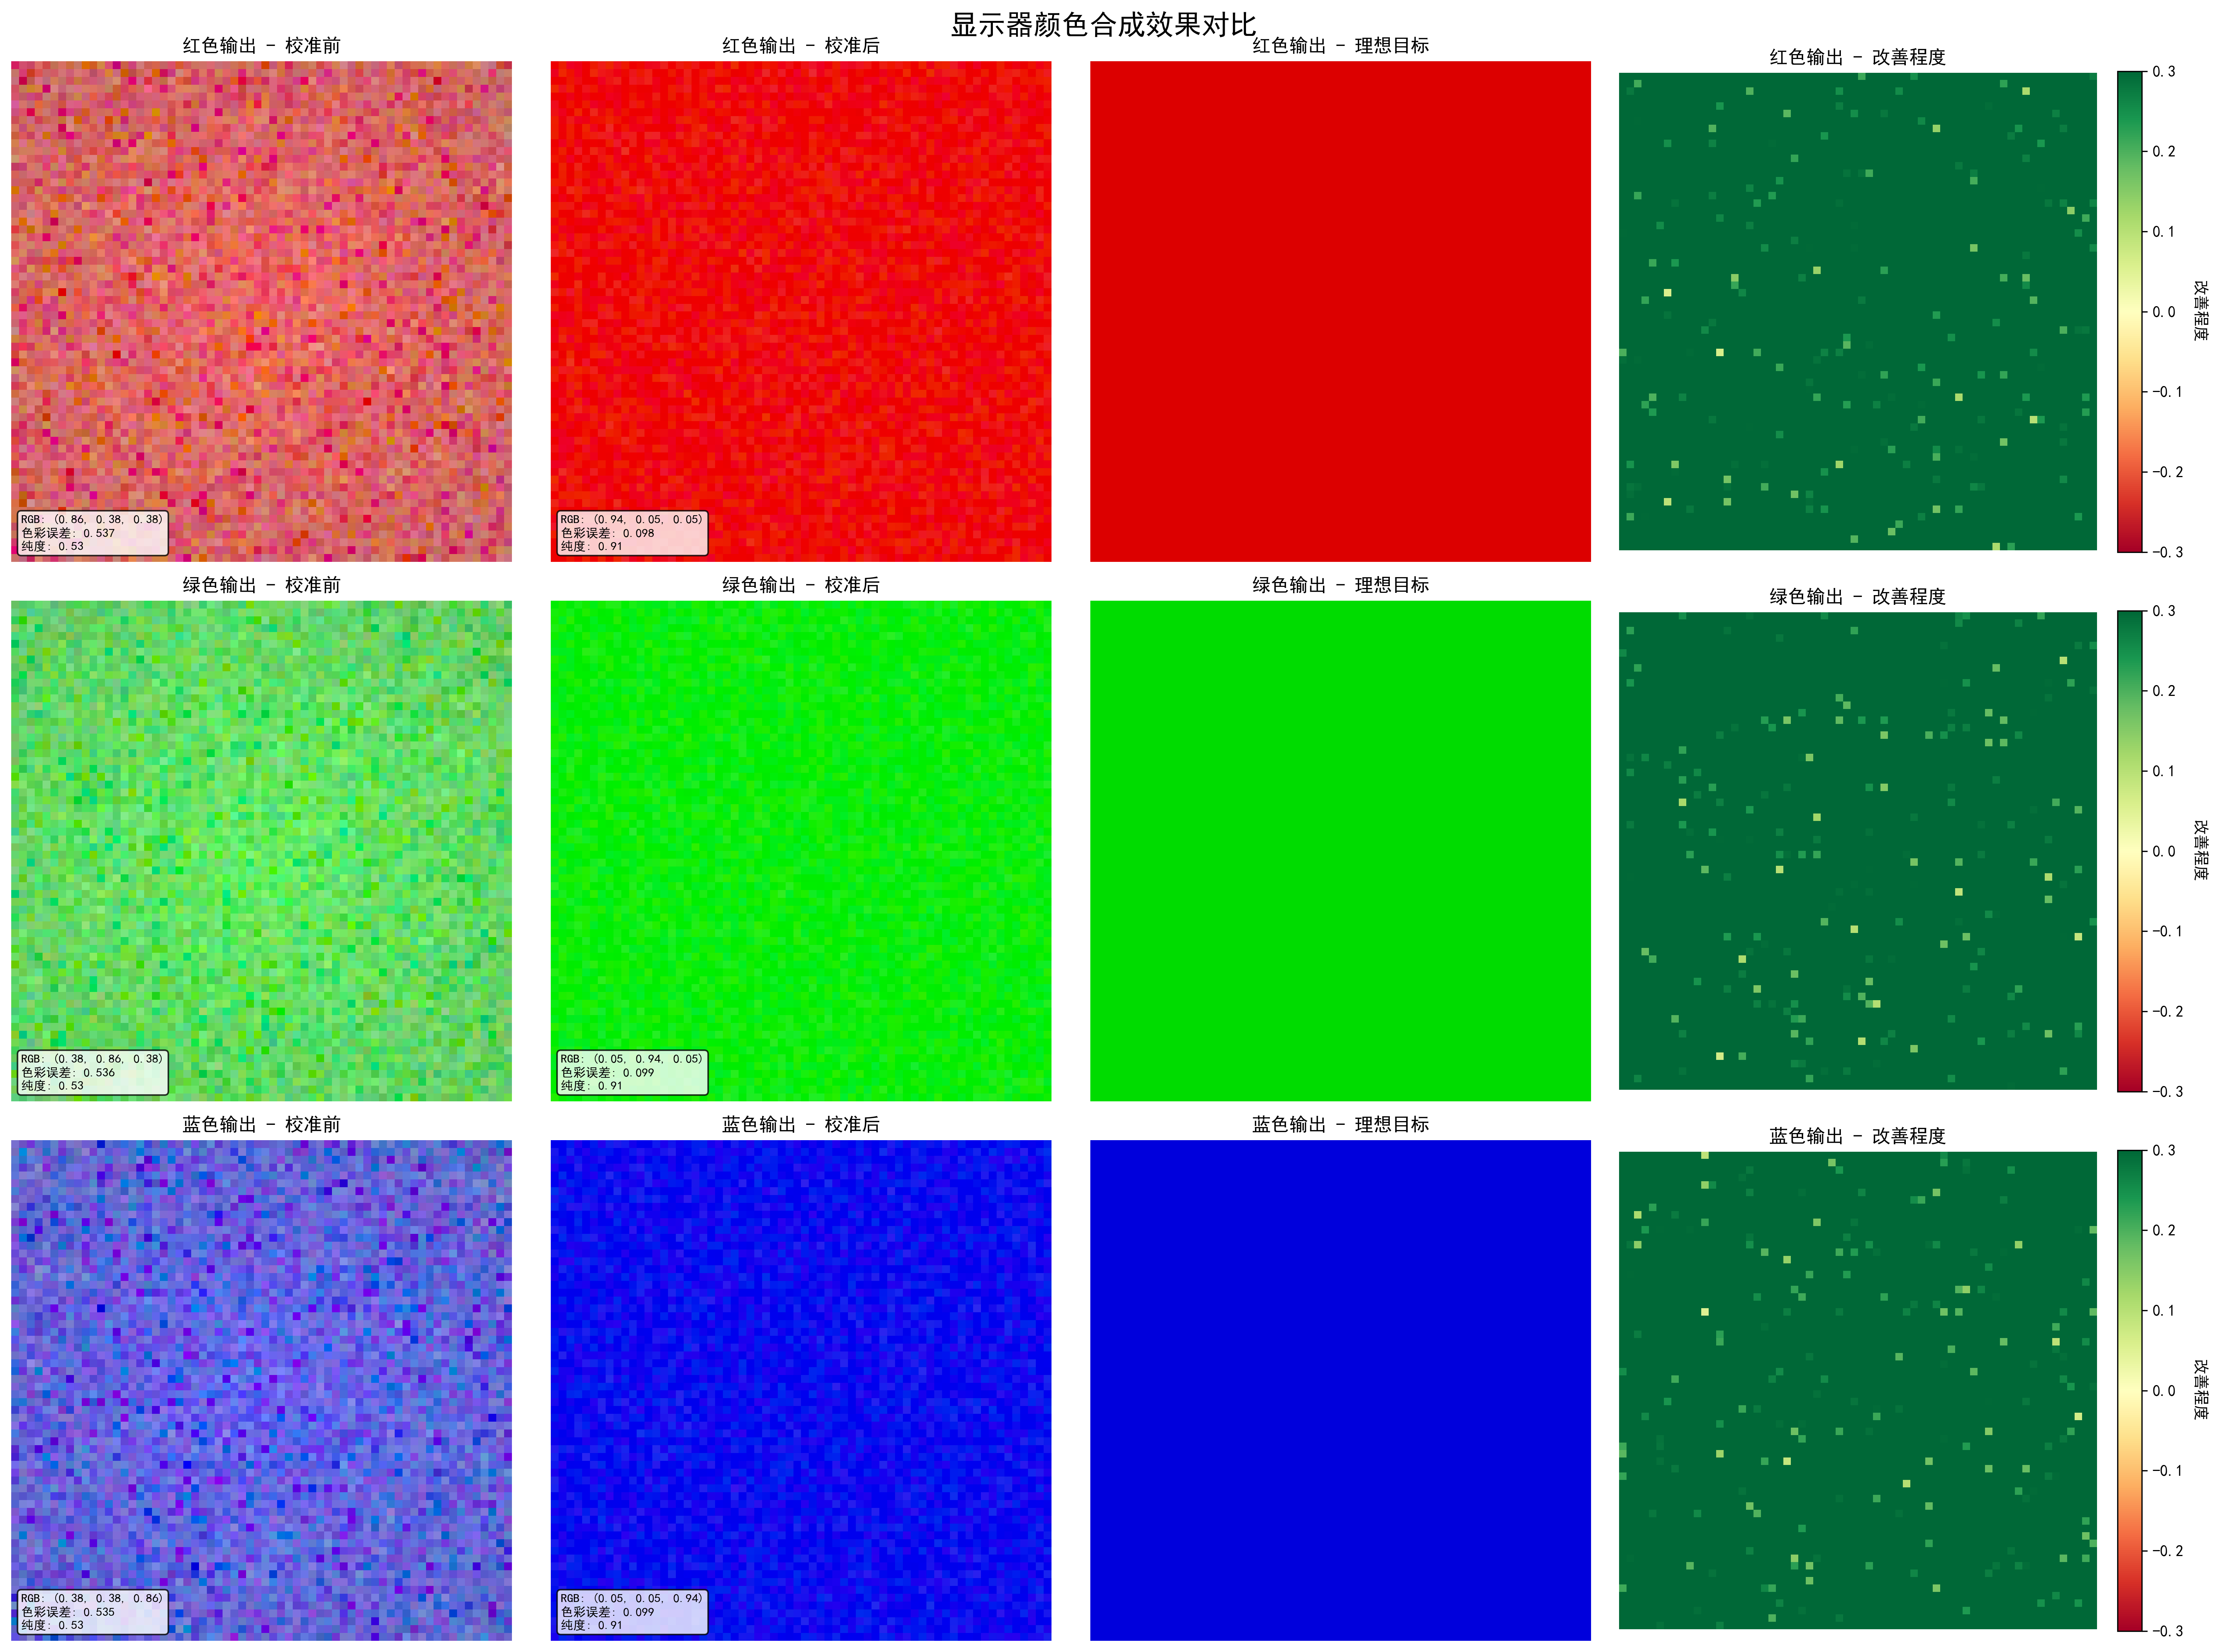 显示器颜色合成效果对比
红色输出 - 校准前
红色输出 - 校准后
红色输出 - 理想目标
红色输出 - 改善程度
RGB: (0.86, 0.38, 0.38)
色彩误差: 0.537
纯度: 0.53
RGB: (0.94, 0.05, 0.05)
色彩误差: 0.098
纯度: 0.91
0.3
0.2
0.1
0.0
-0.1
-0.2
-0.3
改善程度
绿色输出 - 校准前
绿色输出 - 校准后
绿色输出 - 理想目标
绿色输出 - 改善程度
RGB: (0.38, 0.86, 0.38)
色彩误差: 0.536
纯度: 0.53
RGB: (0.05, 0.94, 0.05)
色彩误差: 0.099
纯度: 0.91
0.3
0.2
0.1
0.0
-0.1
-0.2
-0.3
改善程度
蓝色输出 - 校准前
蓝色输出 - 校准后
蓝色输出 - 理想目标
蓝色输出 - 改善程度
RGB: (0.38, 0.38, 0.86)
色彩误差: 0.535
纯度: 0.53
RGB: (0.05, 0.05, 0.94)
色彩误差: 0.099
纯度: 0.91
0.3
0.2
0.1
0.0
-0.1
-0.2
-0.3
改善程度